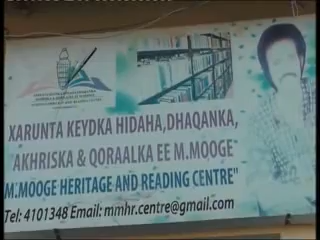 XARUNTA KEYDKA HIDAHA,DHAQANKA,
AKHRISKA & QORAALKA EE M.MOOGE
M.MOOGE HERITAGE AND READING CENTRE"
Tel: 4101348 Email: mmhr.centre@gmail.com